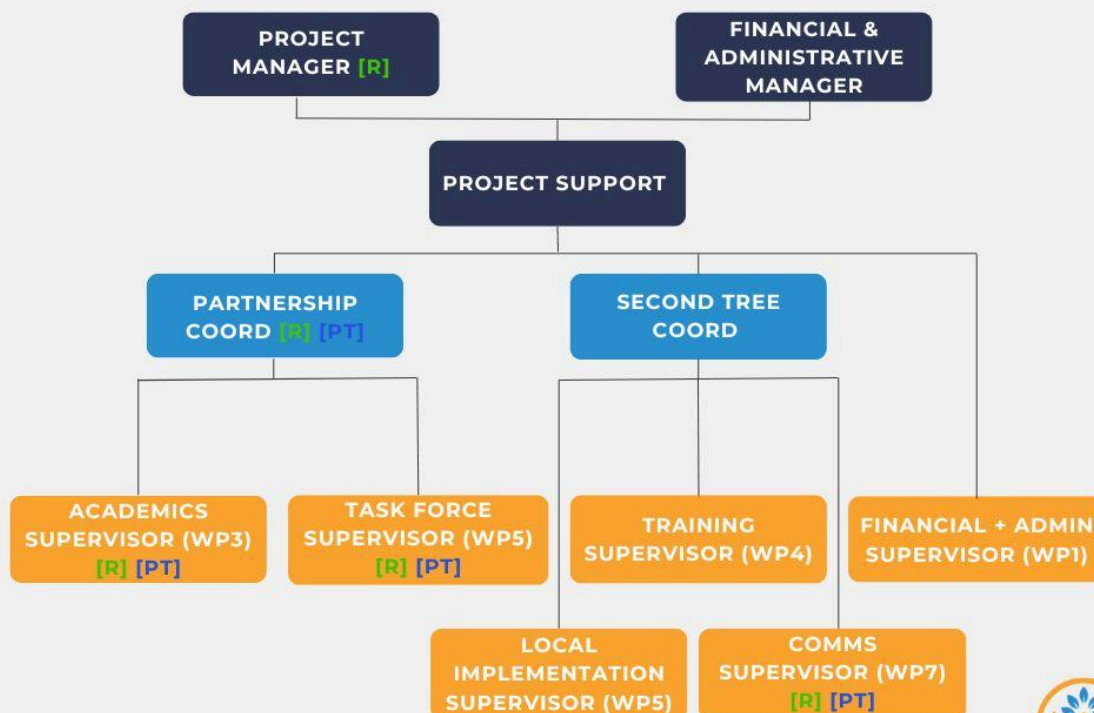 PROJECT
MANAGER [R]
FINANCIAL &
ADMINISTRATIVE
MANAGER
PROJECT SUPPORT
PARTNERSHIP
COORD [R] [PT]
SECOND TREE
COORD
ACADEMICS
SUPERVISOR (WP3)
[R] [PT]
TASK FORCE
SUPERVISOR (WP5)
[R] [PT]
TRAINING
SUPERVISOR (WP4)
FINANCIAL + ADMIN
SUPERVISOR (WP1)
LOCAL
IMPLEMENTATION
SUPERVISOR (WP5)
COMMS
SUPERVISOR (WP7)
[R] [PT]